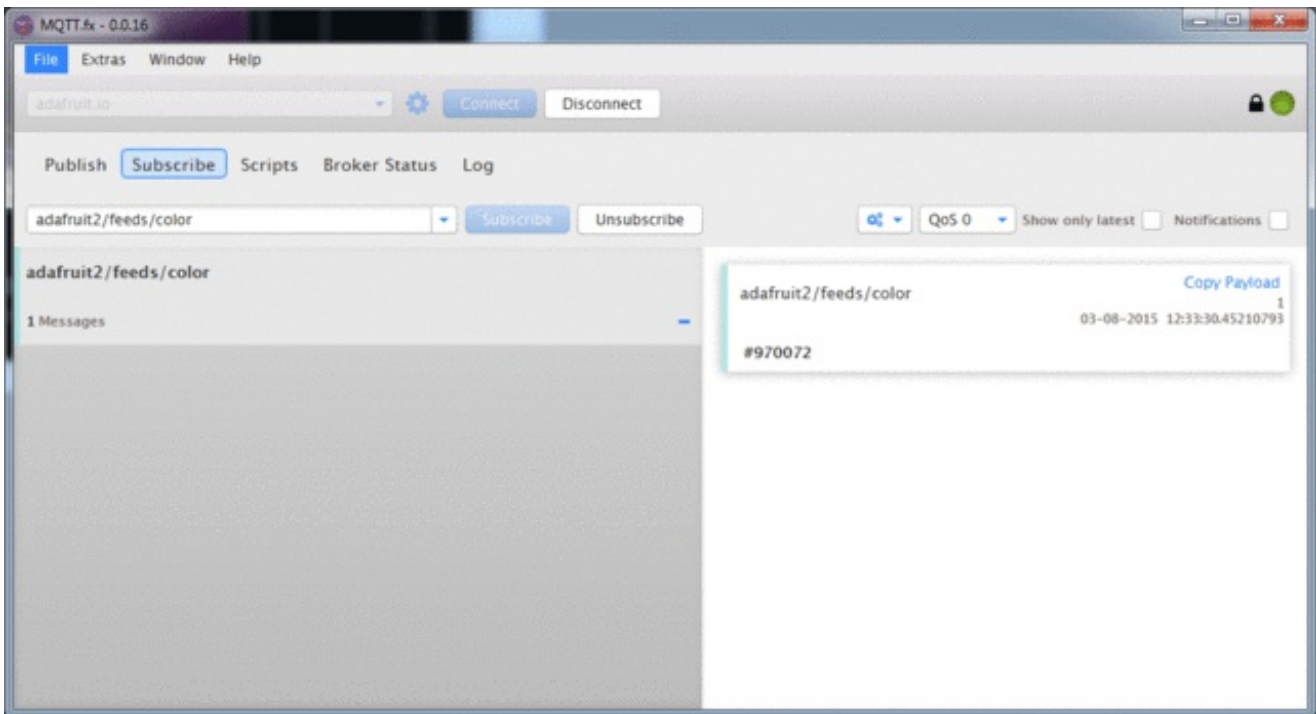 MQTT.fx - 0.0.16
File Extras Window Help
adafruit.io Connect Disconnect
Publish Subscribe Scripts Broker Status Log
adafruit2/feeds/color Subscribe Unsubscribe QoS 0 Show only latest Notifications
adafruit2/feeds/color
1 Messages
adafruit2/feeds/color
Copy Payload
1
03-08-2015 12:33:30.45210793
#970072